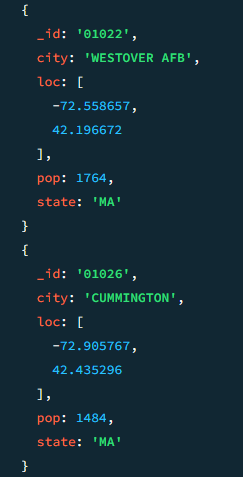 {
  _id: '01022',
  city: 'WESTOVER AFB',
  loc: [
    -72.558657,
    42.196672
  ],
  pop: 1764,
  state: 'MA'
}
{
  _id: '01026',
  city: 'CUMMINGTON',
  loc: [
    -72.905767,
    42.435296
  ],
  pop: 1484,
  state: 'MA'
}